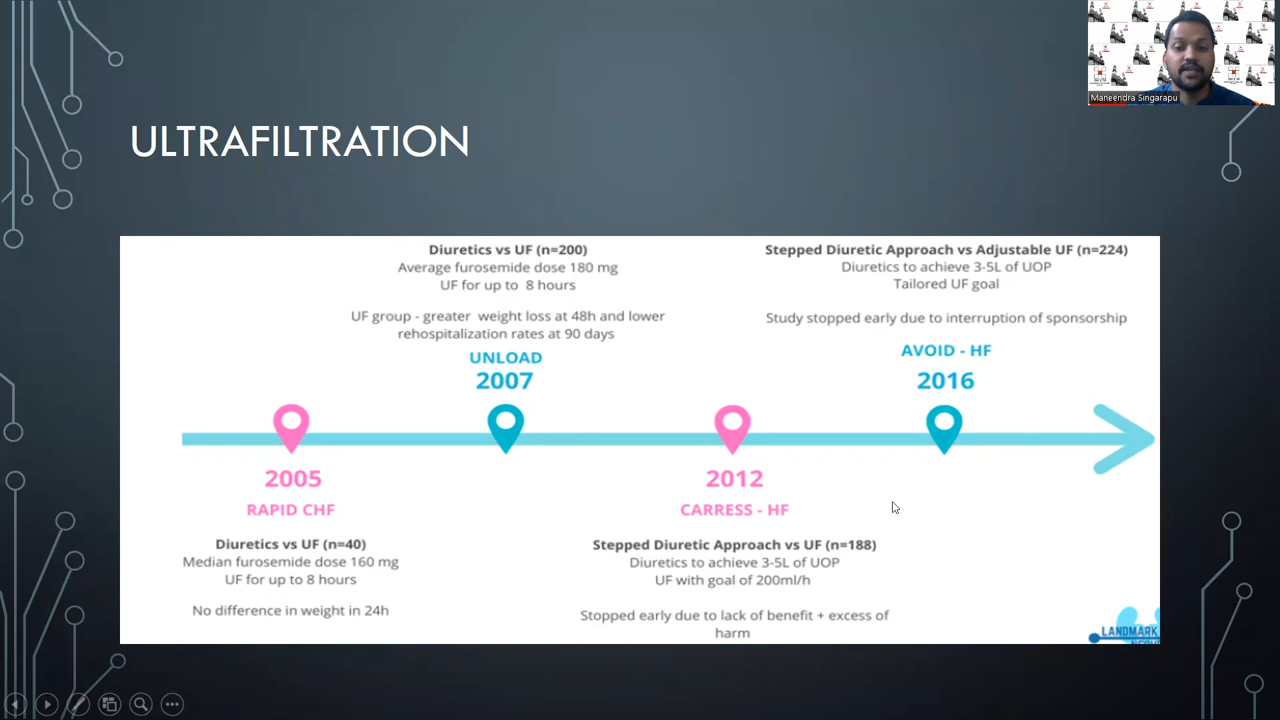 Maneendra Singarapu
ULTRAFILTRATION
Diuretics vs UF (n=200)
Average furosemide dose 180 mg
UF for up to 8 hours
UF group - greater weight loss at 48h and lower
rehospitalization rates at 90 days
UNLOAD
2007
Stepped Diuretic Approach vs Adjustable UF (n=224)
Diuretics to achieve 3-5L of UOP
Tailored UF goal
Study stopped early due to interruption of sponsorship
AVOID - HF
2016
2005
RAPID CHF
Diuretics vs UF (n=40)
Median furosemide dose 160 mg
UF for up to 8 hours
No difference in weight in 24h
2012
CARRESS - HF
Stepped Diuretic Approach vs UF (n=188)
Diuretics to achieve 3-5L of UOP
UF with goal of 200ml/h
Stopped early due to lack of benefit + excess of
harm
LANDMARK